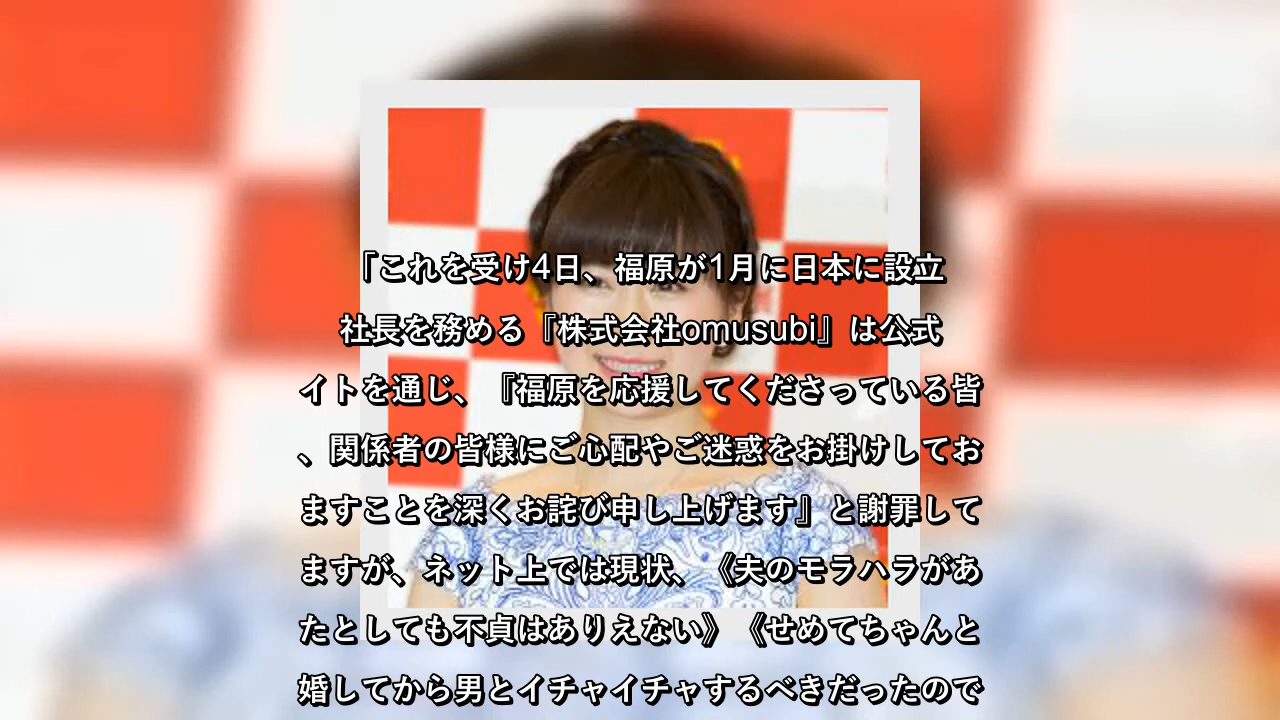 「これを受け4日、福原が1月に日本に設立
社長を務める『株式会社omusubi』は公式
イトを通じ、『福原を応援してくださっている皆
、関係者の皆様にご心配やご迷惑をお掛けしてお
ますことを深くお詫び申し上げます』と謝罪して
ますが、ネット上では現状、《夫のモラハラがあ
たとしても不貞はありえない》《せめてちゃんと
婚してから男とイチャイチャするべきだったので